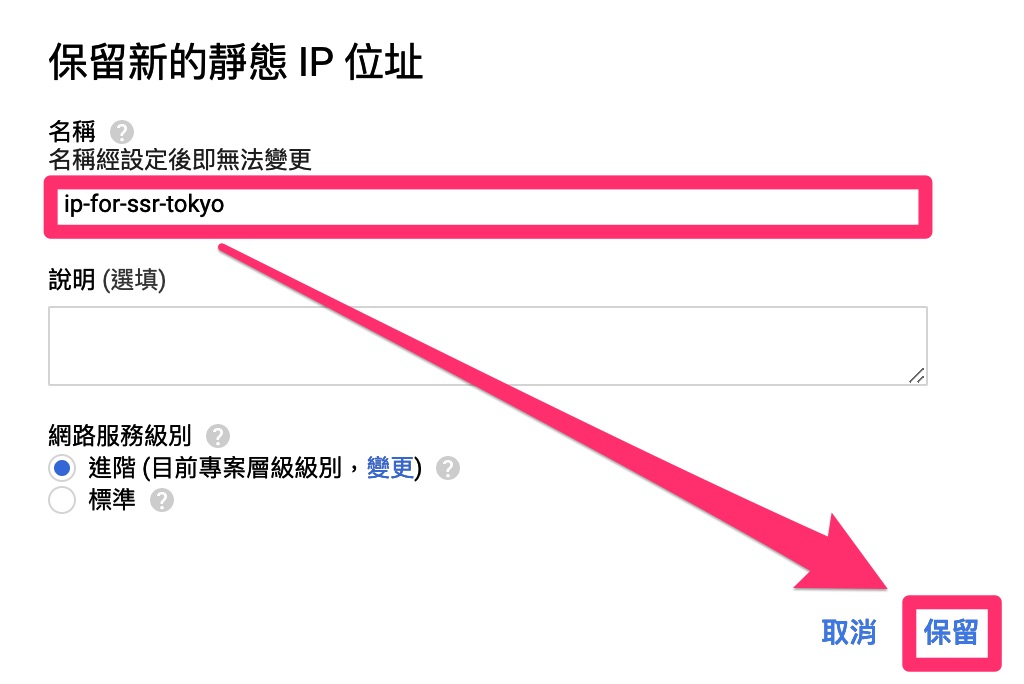 保留新的靜態 IP 位址
名稱 ?
名稱經設定後即無法變更
ip-for-ssr-tokyo
說明 (選填)
網路服務級別 ?
進階 (目前專案層級級別，變更) ?
標準 ?
取消 保留